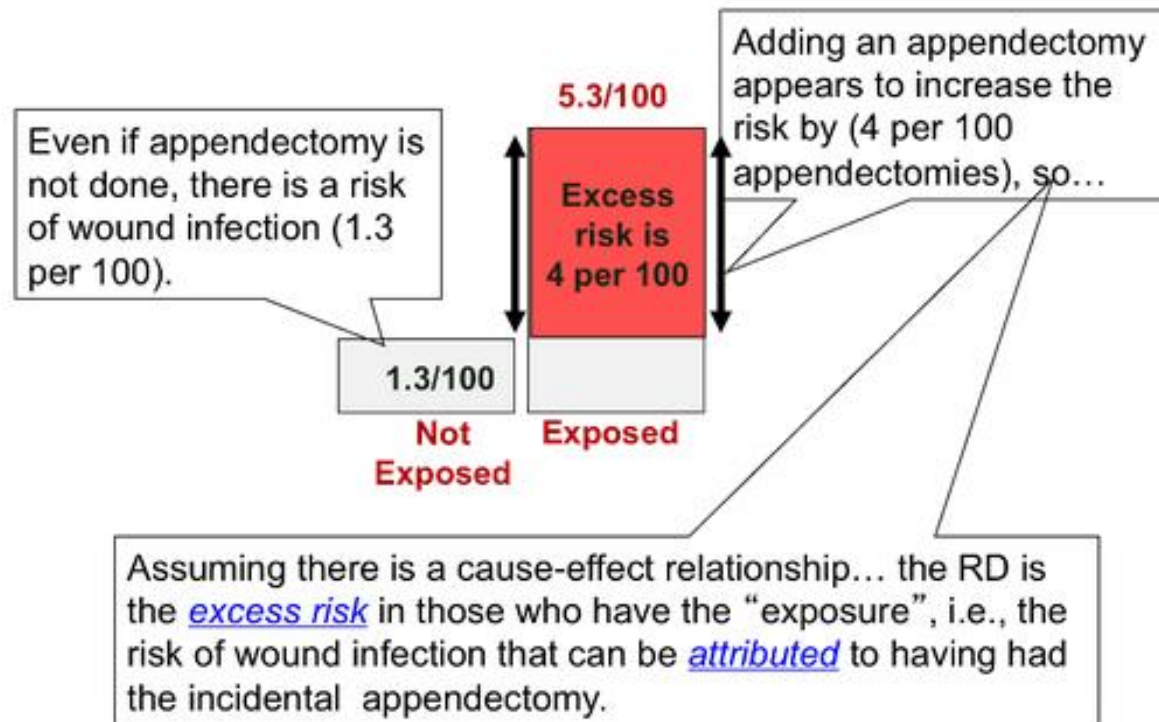 Even if appendectomy is
not done, there is a risk
of wound infection (1.3
per 100).
5.3/100
Adding an appendectomy
appears to increase the
risk by (4 per 100
appendectomies), so…
Excess
risk is
4 per 100
1.3/100
Not
Exposed
Exposed
Assuming there is a cause-effect relationship… the RD is
the excess risk in those who have the “exposure”, i.e., the
risk of wound infection that can be attributed to having had
the incidental appendectomy.